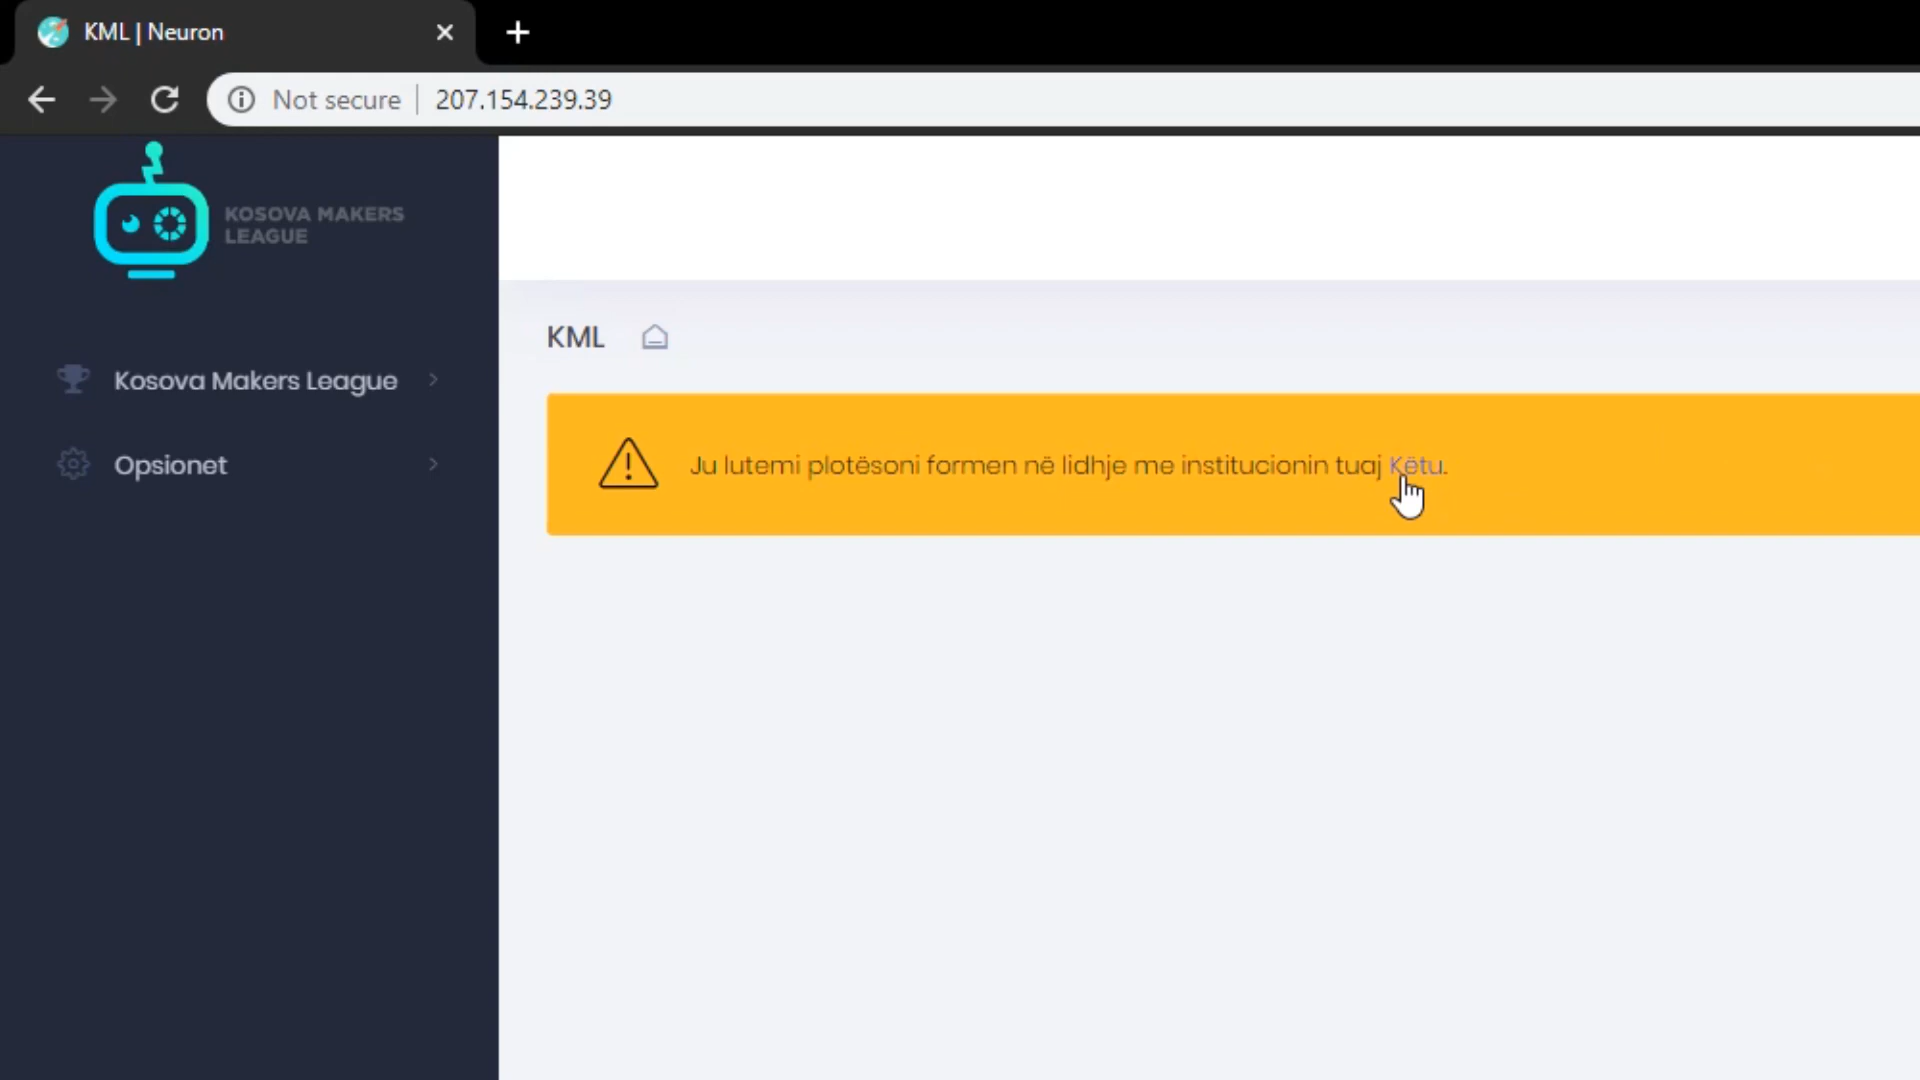 KML | Neuron
Not secure
207.154.239.39
KOSOVA MAKERS
LEAGUE
KML
Kosova Makers League
Opsionet
Ju lutemi plotësoni formen në lidhje me institucionin tuaj Këtu.